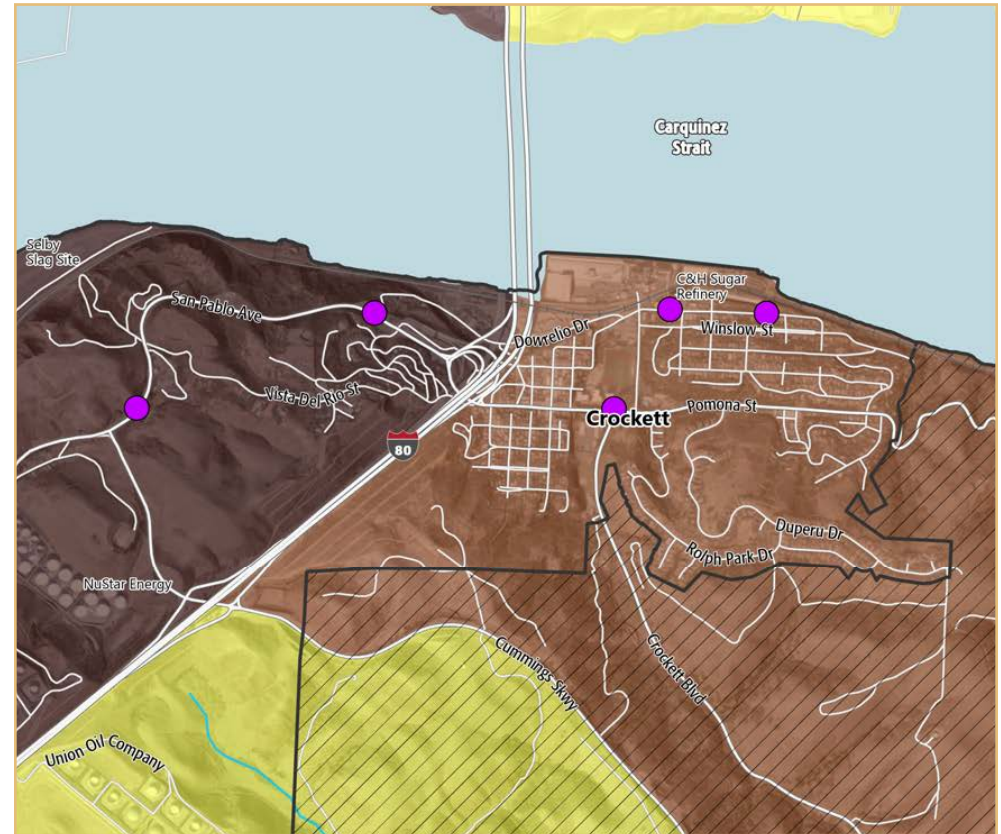 Carquinez
Strait
Selby
Slag Site
C&H Sugar
Refinery
San Pablo Ave
Dowrelio Dr
Winslow St
Vista Del Rio St
Pomona St
Crockett
80
Duperu Dr
Rolph Park Dr
NuStar Energy
Cummings Skwy
Crockett Blvd
Union Oil Company